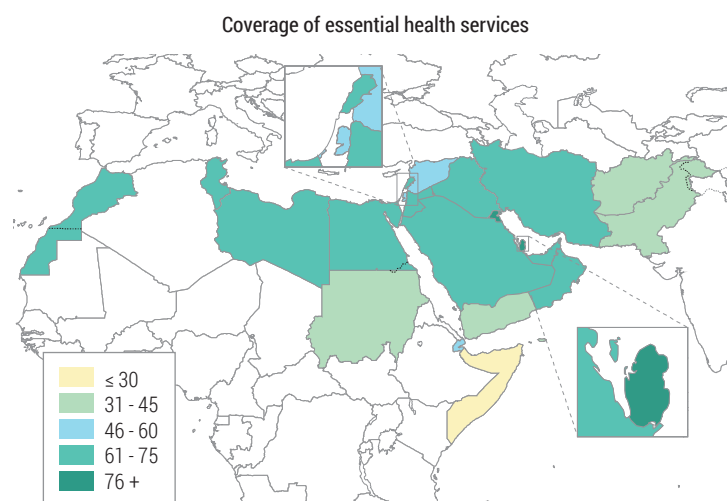 Coverage of essential health services
≤ 30
31 - 45
46 - 60
61 - 75
76 +